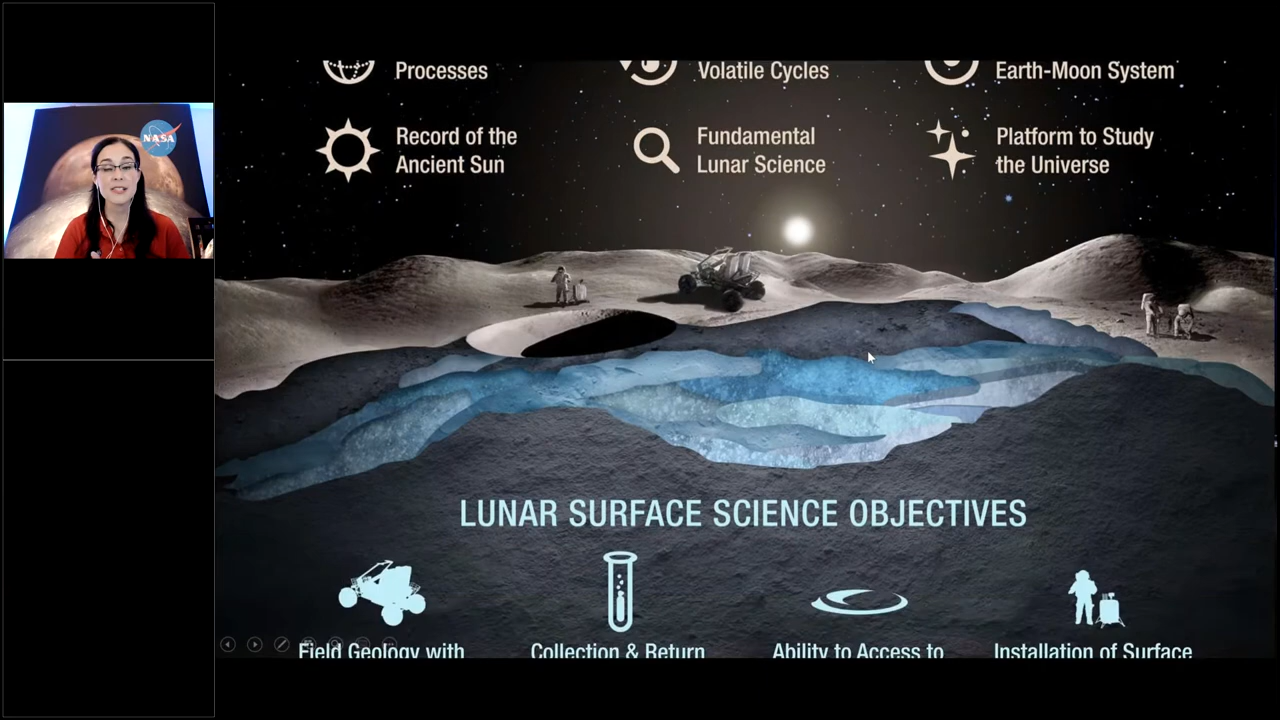 NASA
Processes
Volatile Cycles
Earth-Moon System
Record of the
Ancient Sun
Fundamental
Lunar Science
Platform to Study
the Universe
LUNAR SURFACE SCIENCE OBJECTIVES
Field Geology with
Collection & Return
Ability to Access to
Installation of Surface